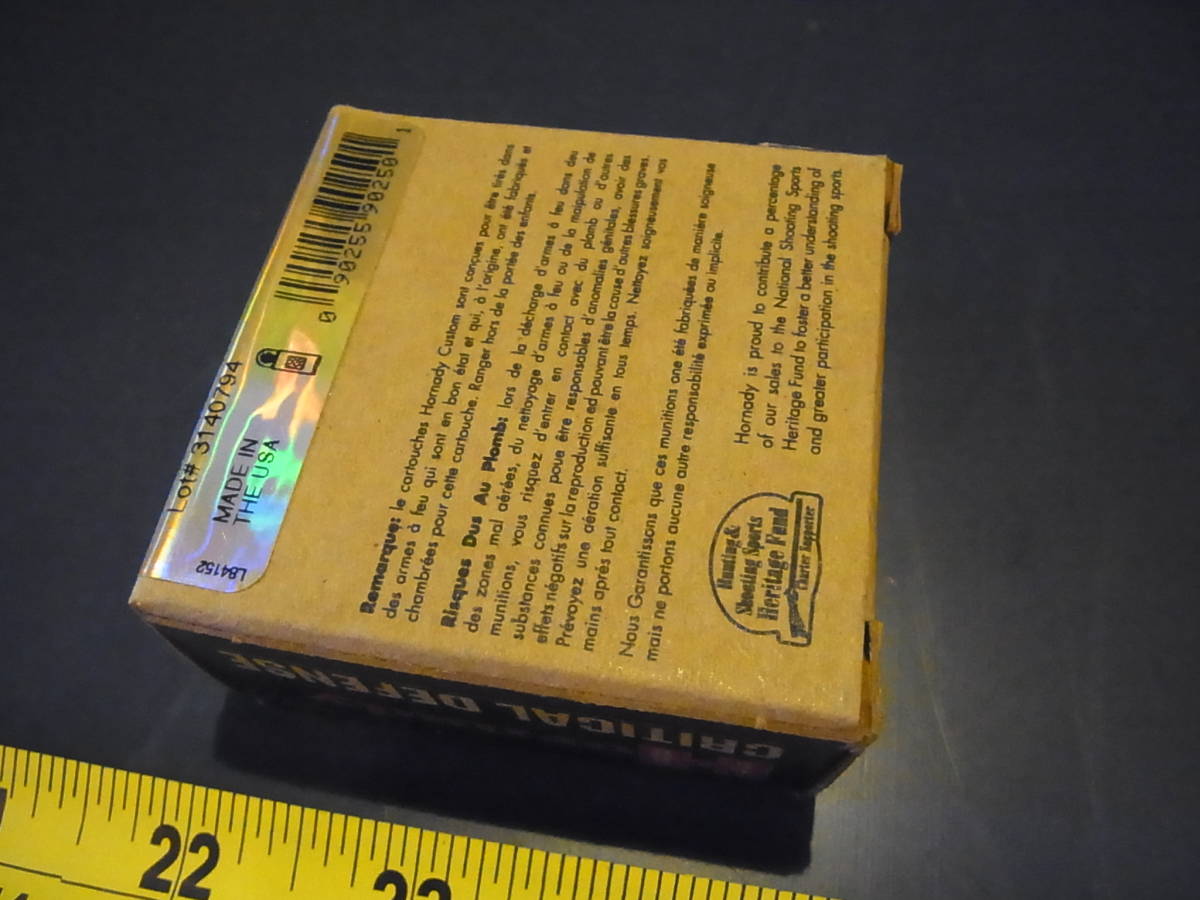 Lot# 3140794
MADE IN
THE USA
L84152
0 90255 90250 1
Remarque: le cartouches Hornady Custom sont conçues pour être tirés dans
des armes à feu qui sont en bon état et qui, à l'origine, ont été fabriqués et
chambrées pour cette cartouche. Ranger hors de la portée des enfants.
Risques Dus Au Plomb: lors de la décharge d'armes à feu dans des
des zones mal aérées, du nettoyage d'armes à feu ou de la maipulation de
munitions, vous risquez d'entrer en contact avec du plomb ou d'autres
substances connues poue être responsables d'anomalies génitales, avoir des
effets négatifs sur la reproduction ed pouvant être la cause d'autres blessures graves.
Prévoyez une aération suffisante en tous temps. Nettoyez soigneusement vos
mains aprés tout contact.
Nous Garantissons que ces munitions one été fabriquées de manière soigneuse
mais ne portons aucune autre responsabilité exprimée ou implicite.
Hornady is proud to contribute a percentage
of our sales to the National Shooting Sports
Heritage Fund to foster a better understanding of
and greater participation in the shooting sports.
Hunting &
Shooting Sports
Heritage Fund
Charter Supporter
CRITICAL DEFENSE
22
23